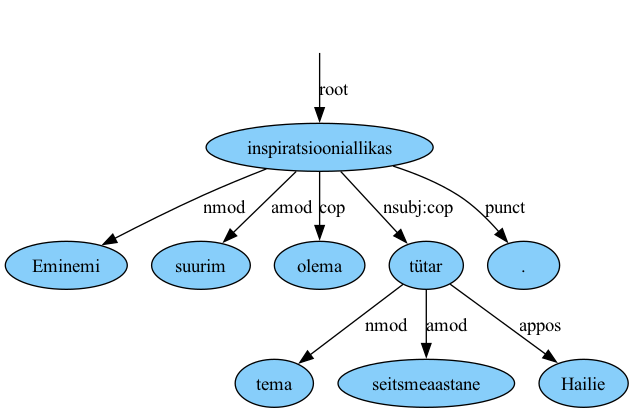 root
inspiratsiooniallikas
nmod amod cop nsubj:cop punct
Eminemi suurim olema tütar .
nmod amod appos
tema seitsmeaastane Hailie